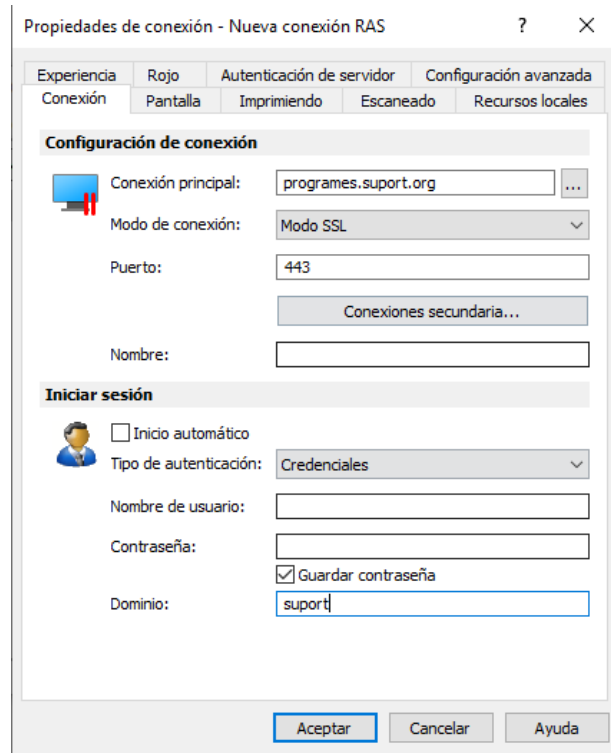 Propiedades de conexión - Nueva conexión RAS ? ✕
Experiencia Rojo Autenticación de servidor Configuración avanzada
Conexión Pantalla Imprimiendo Escaneado Recursos locales
Configuración de conexión
Conexión principal: programes.suport.org ...
Modo de conexión: Modo SSL
Puerto: 443
Conexiones secundaria...
Nombre:
Iniciar sesión
Inicio automático
Tipo de autenticación: Credenciales
Nombre de usuario:
Contraseña:
Guardar contraseña
Dominio: suport
Aceptar Cancelar Ayuda